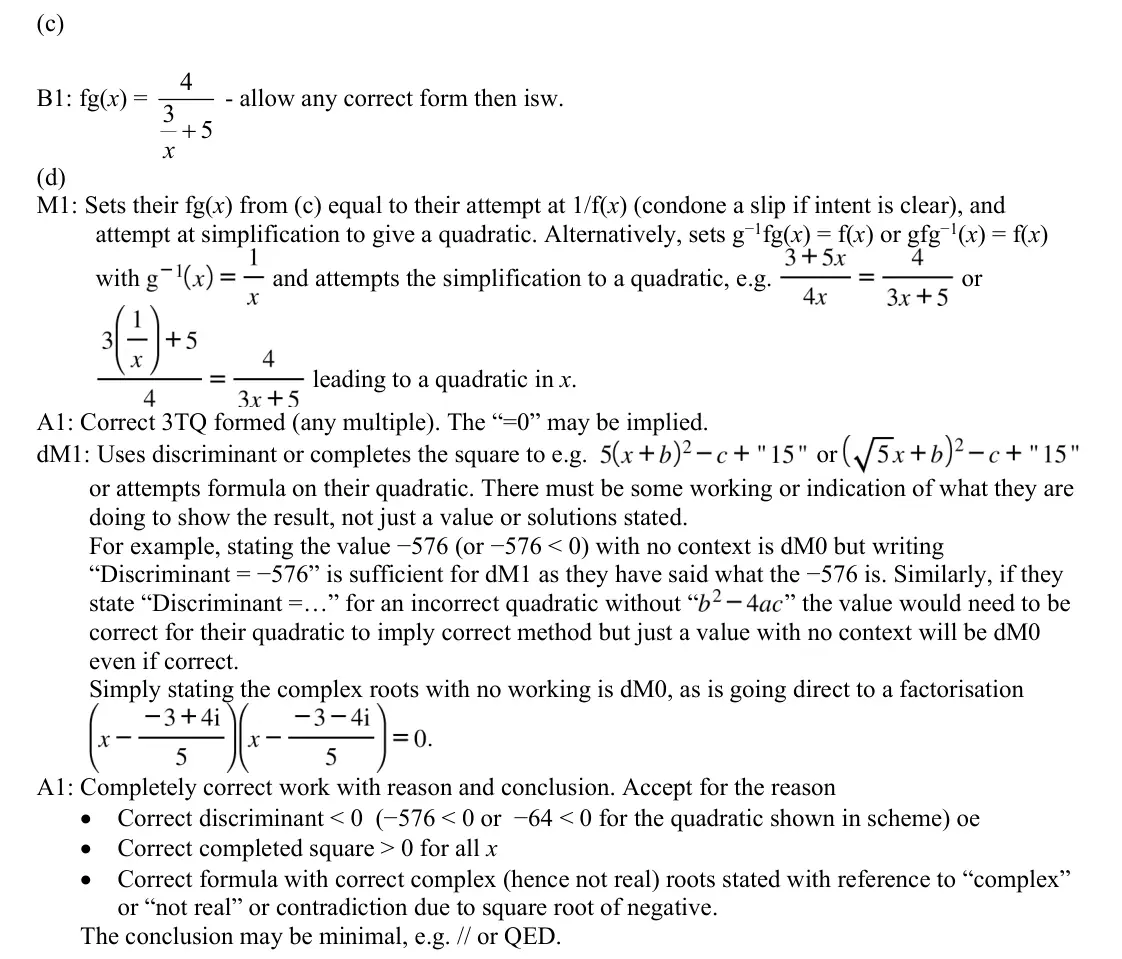 (c)
B1: fg(x) = 4/(3/x + 5) - allow any correct form then isw.
(d)
M1: Sets their fg(x) from (c) equal to their attempt at 1/f(x) (condone a slip if intent is clear), and
attempt at simplification to give a quadratic. Alternatively, sets g⁻¹fg(x) = f(x) or gfg⁻¹(x) = f(x)
with g⁻¹(x) = 1/x and attempts the simplification to a quadratic, e.g. (3+5x)/(4x) = 4/(3x+5) or
(3(1/x)+5)/4 = 4/(3x+5) leading to a quadratic in x.
A1: Correct 3TQ formed (any multiple). The “=0” may be implied.
dM1: Uses discriminant or completes the square to e.g. 5(x+b)²−c+"15" or (√5x+b)²−c+"15"
or attempts formula on their quadratic. There must be some working or indication of what they are
doing to show the result, not just a value or solutions stated.
For example, stating the value −576 (or −576 < 0) with no context is dM0 but writing
“Discriminant = −576” is sufficient for dM1 as they have said what the −576 is. Similarly, if they
state “Discriminant =…” for an incorrect quadratic without “b²−4ac” the value would need to be
correct for their quadratic to imply correct method but just a value with no context will be dM0
even if correct.
Simply stating the complex roots with no working is dM0, as is going direct to a factorisation
(x − (−3+4i)/5)(x − (−3−4i)/5) = 0.
A1: Completely correct work with reason and conclusion. Accept for the reason
• Correct discriminant < 0 (−576 < 0 or −64 < 0 for the quadratic shown in scheme) oe
• Correct completed square > 0 for all x
• Correct formula with correct complex (hence not real) roots stated with reference to “complex”
or “not real” or contradiction due to square root of negative.
The conclusion may be minimal, e.g. // or QED.